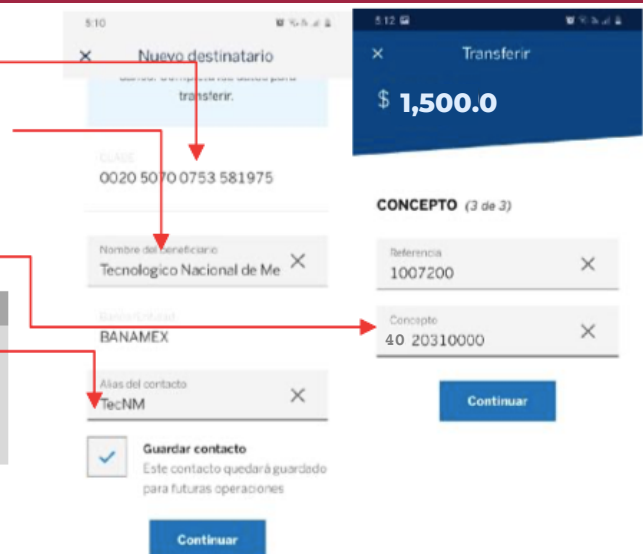 5:10
× Nuevo destinatario
transferir.
CLABE
0020 5070 0753 581975
Nombre del beneficiario
Tecnologico Nacional de Me ×
BANAMEX
Alias del contacto
TecNM ×
Guardar contacto
Este contacto quedará guardado
para futuras operaciones
Continuar
5:12
× Transferir
$ 1,500.0
CONCEPTO (3 de 3)
Referencia
1007200 ×
Concepto
40 20310000 ×
Continuar